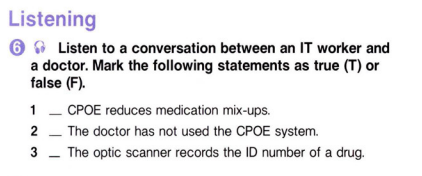 Listening
6 Listen to a conversation between an IT worker and
a doctor. Mark the following statements as true (T) or
false (F).
1 __ CPOE reduces medication mix-ups.
2 __ The doctor has not used the CPOE system.
3 __ The optic scanner records the ID number of a drug.